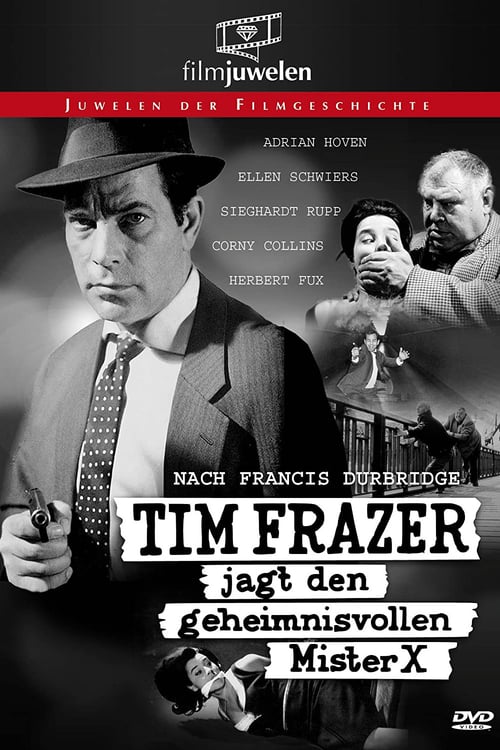 filmjuwelen
JUWELEN DER FILMGESCHICHTE
ADRIAN HOVEN
ELLEN SCHWIERS
SIEGHARDT RUPP
CORNY COLLINS
HERBERT FUX
NACH FRANCIS DURBRIDGE
TIM FRAZER
jagt den
geheimnisvollen
Mister X
DVD
VIDEO